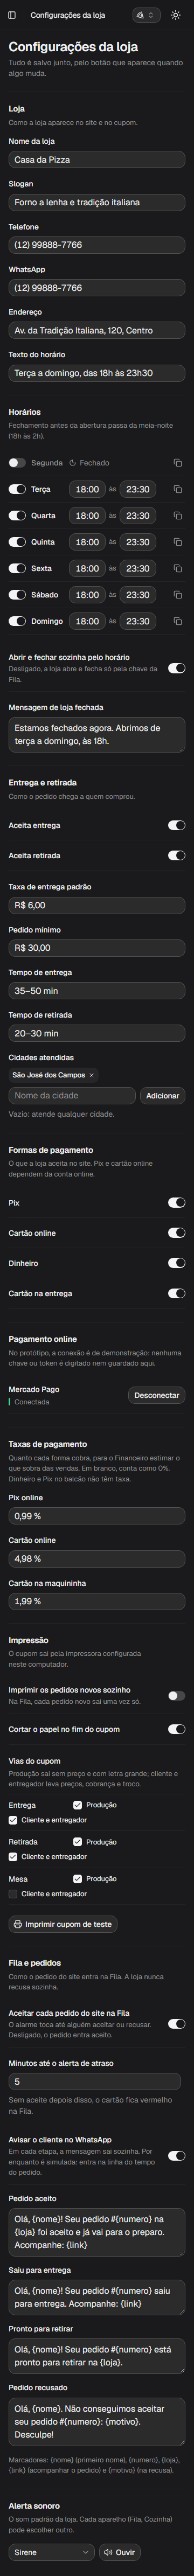 Configurações da loja
Configurações da loja
Tudo é salvo junto, pelo botão que aparece quando
algo muda.
Loja
Como a loja aparece no site e no cupom.
Nome da loja
Casa da Pizza
Slogan
Forno a lenha e tradição italiana
Telefone
(12) 99888-7766
WhatsApp
(12) 99888-7766
Endereço
Av. da Tradição Italiana, 120, Centro
Texto do horário
Terça a domingo, das 18h às 23h30
Horários
Fechamento antes da abertura passa da meia-noite
(18h às 2h).
Segunda Fechado
Terça 18:00 às 23:30
Quarta 18:00 às 23:30
Quinta 18:00 às 23:30
Sexta 18:00 às 23:30
Sábado 18:00 às 23:30
Domingo 18:00 às 23:30
Abrir e fechar sozinha pelo horário
Desligado, a loja abre e fecha só pela chave da
Fila.
Mensagem de loja fechada
Estamos fechados agora. Abrimos de
terça a domingo, às 18h.
Entrega e retirada
Como o pedido chega a quem comprou.
Aceita entrega
Aceita retirada
Taxa de entrega padrão
R$ 6,00
Pedido mínimo
R$ 30,00
Tempo de entrega
35–50 min
Tempo de retirada
20–30 min
Cidades atendidas
São José dos Campos ×
Nome da cidade Adicionar
Vazio: atende qualquer cidade.
Formas de pagamento
O que a loja aceita no site. Pix e cartão online
dependem da conta online.
Pix
Cartão online
Dinheiro
Cartão na entrega
Pagamento online
No protótipo, a conexão é de demonstração: nenhuma
chave ou token é digitado nem guardado aqui.
Mercado Pago
Conectada
Desconectar
Taxas de pagamento
Quanto cada forma cobra, para o Financeiro estimar o
que sobra das vendas. Em branco, conta como 0%.
Dinheiro e Pix no balcão não têm taxa.
Pix online
0,99 %
Cartão online
4,98 %
Cartão na maquininha
1,99 %
Impressão
O cupom sai pela impressora configurada
neste computador.
Imprimir os pedidos novos sozinho
Na Fila, cada pedido novo sai uma vez só.
Cortar o papel no fim do cupom
Vias do cupom
Produção sai sem preço e com letra grande; cliente e
entregador leva preços, cobrança e troco.
Entrega Produção
Cliente e entregador
Retirada Produção
Cliente e entregador
Mesa Produção
Cliente e entregador
Imprimir cupom de teste
Fila e pedidos
Como o pedido do site entra na Fila. A loja nunca
recusa sozinha.
Aceitar cada pedido do site na Fila
O alarme toca até alguém aceitar ou recusar.
Desligado, o pedido entra aceito.
Minutos até o alerta de atraso
5
Sem aceite depois disso, o cartão fica vermelho
na Fila.
Avisar o cliente no WhatsApp
Em cada etapa, a mensagem sai sozinha. Por
enquanto é simulada: entra na linha do tempo
do pedido.
Pedido aceito
Olá, {nome}! Seu pedido #{numero} na
{loja} foi aceito e já vai para o preparo.
Acompanhe: {link}
Saiu para entrega
Olá, {nome}! Seu pedido #{numero} saiu
para entrega. Acompanhe: {link}
Pronto para retirar
Olá, {nome}! Seu pedido #{numero} está
pronto para retirar na {loja}.
Pedido recusado
Olá, {nome}. Não conseguimos aceitar
seu pedido #{numero}: {motivo}.
Desculpe!
Marcadores: {nome} (primeiro nome), {numero}, {loja},
{link} (acompanhar o pedido) e {motivo} (na recusa).
Alerta sonoro
O som padrão da loja. Cada aparelho (Fila, Cozinha)
pode escolher outro.
Sirene Ouvir